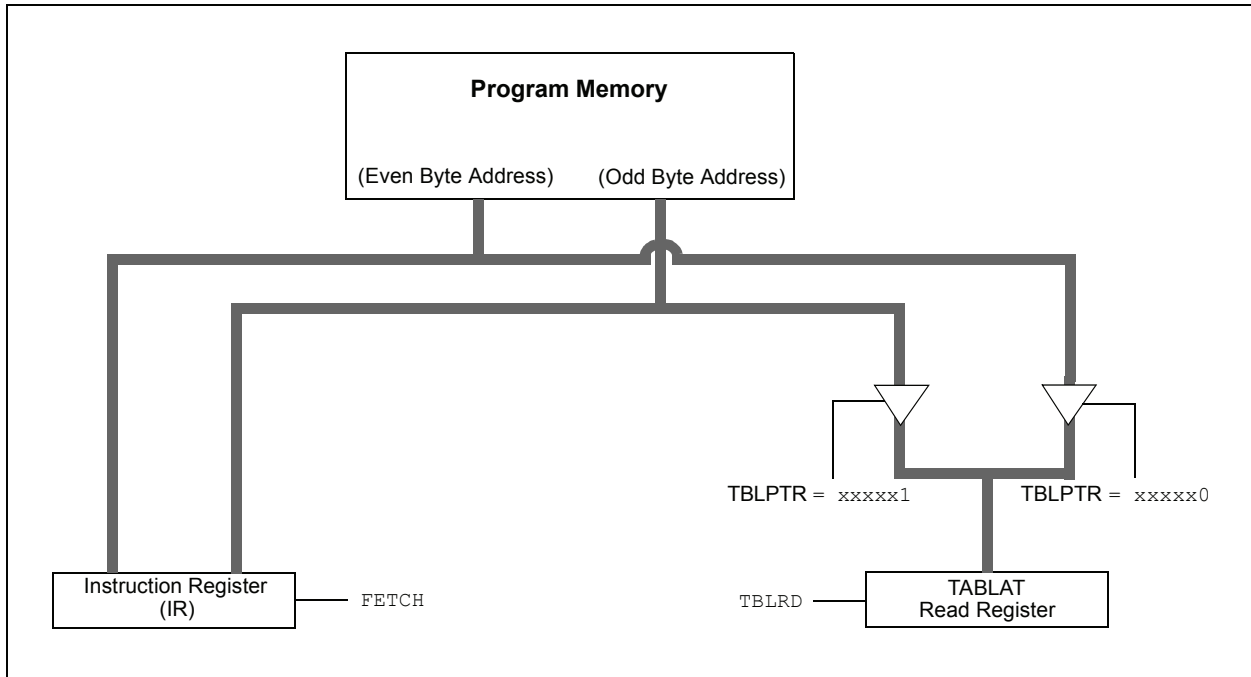 Program Memory
(Even Byte Address)
(Odd Byte Address)
TBLPTR = xxxxx1
TBLPTR = xxxxx0
Instruction Register
(IR)
FETCH
TBLRD
TABLAT
Read Register